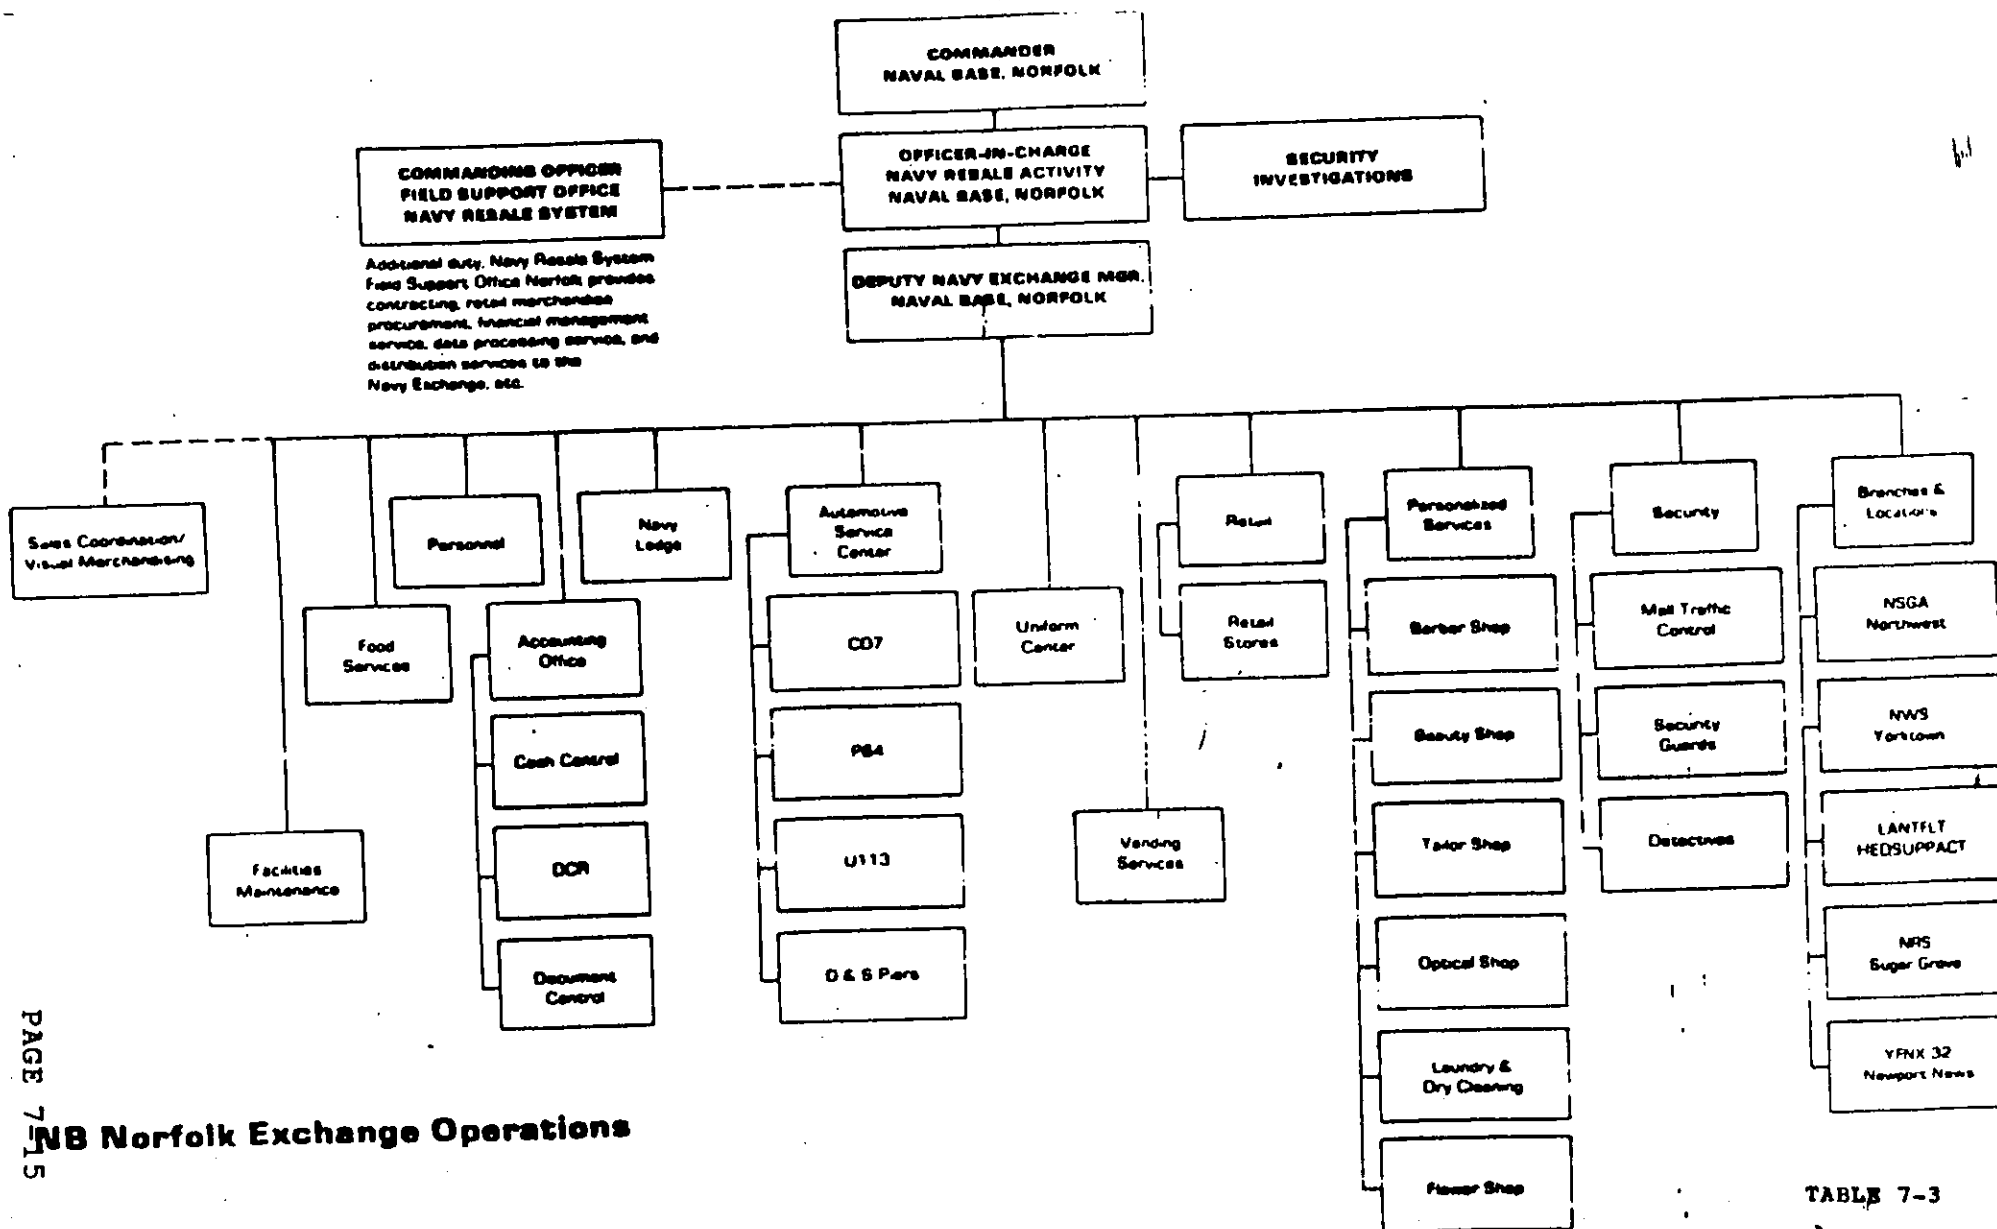 COMMANDER
NAVAL BASE, NORFOLK
COMMANDING OFFICER
FIELD SUPPORT OFFICE
NAVY RESALE SYSTEM
OFFICER-IN-CHARGE
NAVY RESALE ACTIVITY
NAVAL BASE, NORFOLK
SECURITY
INVESTIGATIONS
Additional duty, Navy Resale System
Field Support Office Norfolk provides
contracting, retail merchandise
procurement, financial management
service, data processing service, and
distribution services to the
Navy Exchange, etc.
DEPUTY NAVY EXCHANGE MGR.
NAVAL BASE, NORFOLK
Sales Coordination/
Visual Merchandising
Facilities
Maintenance
Food
Services
Personnel
Accounting
Office
Cash Control
DCR
Document
Control
Navy
Lodge
Automotive
Service
Center
CD7
PB4
U113
D & S Piers
Uniform
Center
Vending
Services
Retail
Retail
Stores
Personalized
Services
Barber Shop
Beauty Shop
Tailor Shop
Optical Shop
Laundry &
Dry Cleaning
Flower Shop
Security
Mall Traffic
Control
Security
Guards
Detectives
Branches &
Locations
NSGA
Northwest
NWS
Yorktown
LANTFLT
HEDSUPPACT
NRS
Sugar Grove
YFNX 32
Newport News
PAGE 7-15
NB Norfolk Exchange Operations
TABLE 7-3